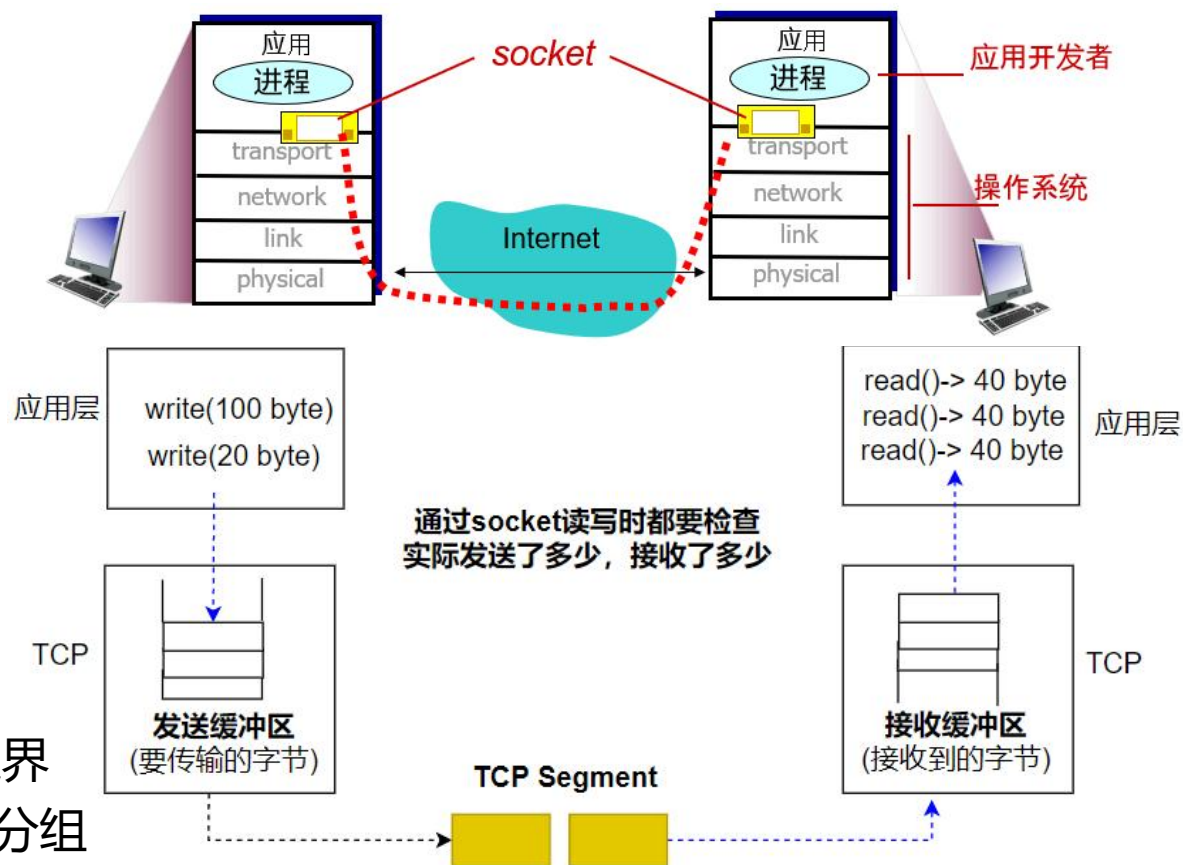 应用
进程
transport
network
link
physical
socket
Internet
应用
进程
transport
network
link
physical
应用开发者
操作系统
应用层
write(100 byte)
write(20 byte)
read()-> 40 byte
read()-> 40 byte
read()-> 40 byte
应用层
通过socket读写时都要检查
实际发送了多少，接收了多少
TCP
发送缓冲区
(要传输的字节)
接收缓冲区
(接收到的字节)
TCP
界
分组
TCP Segment